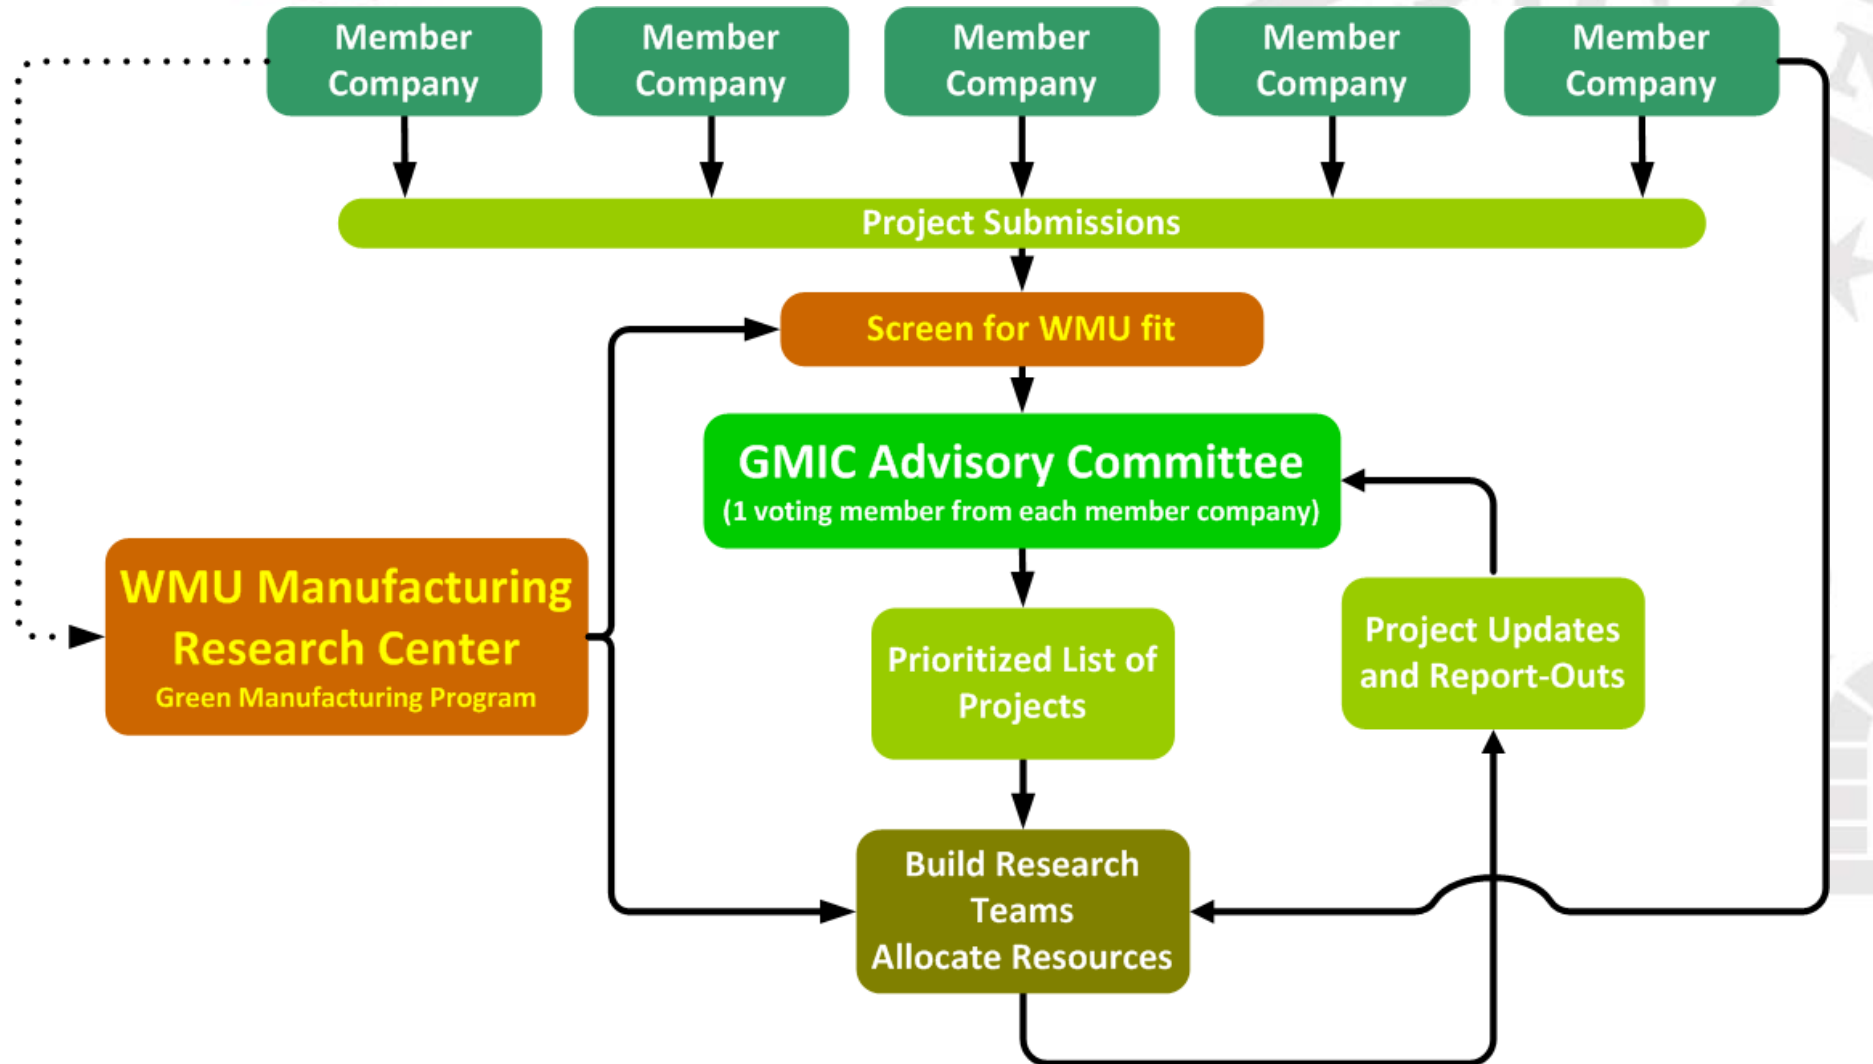 Member
Company
Member
Company
Member
Company
Member
Company
Member
Company
Project Submissions
Screen for WMU fit
GMIC Advisory Committee
(1 voting member from each member company)
WMU Manufacturing
Research Center
Green Manufacturing Program
Prioritized List of
Projects
Project Updates
and Report-Outs
Build Research
Teams
Allocate Resources